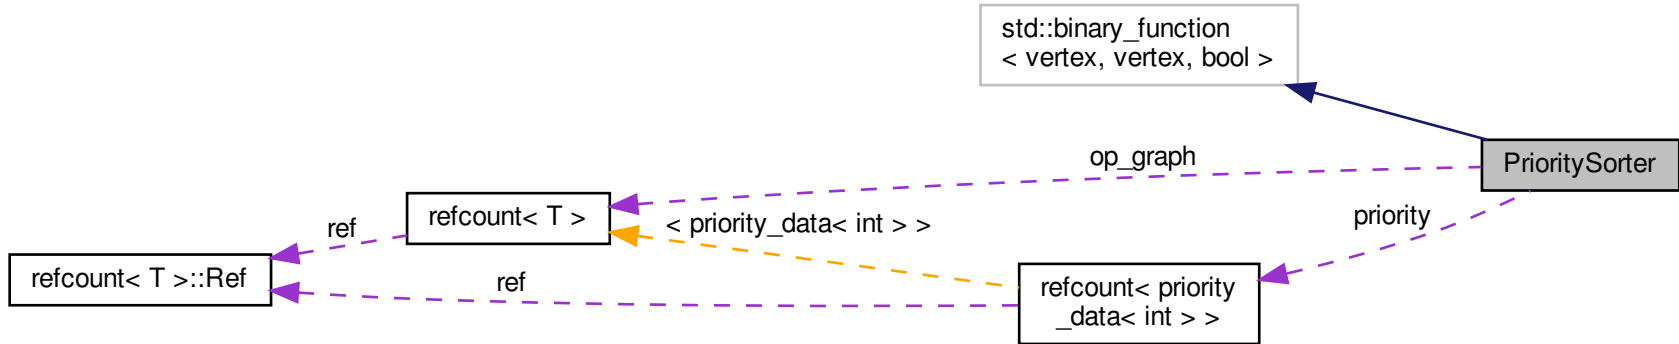 std::binary_function
< vertex, vertex, bool >
PrioritySorter
op_graph
refcount< T >
< priority_data< int > >
priority
ref
refcount< T >::Ref
ref
refcount< priority
_data< int > >